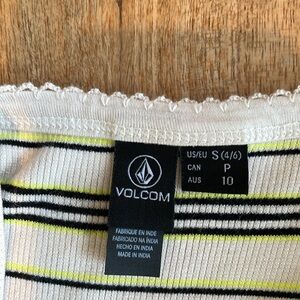 VOLCOM
FABRIQUE EN INDE
FABRICADO NA ÍNDIA
HECHO EN INDIA
MADE IN INDIA
US/EU S (4/6)
CAN P
AUS 10